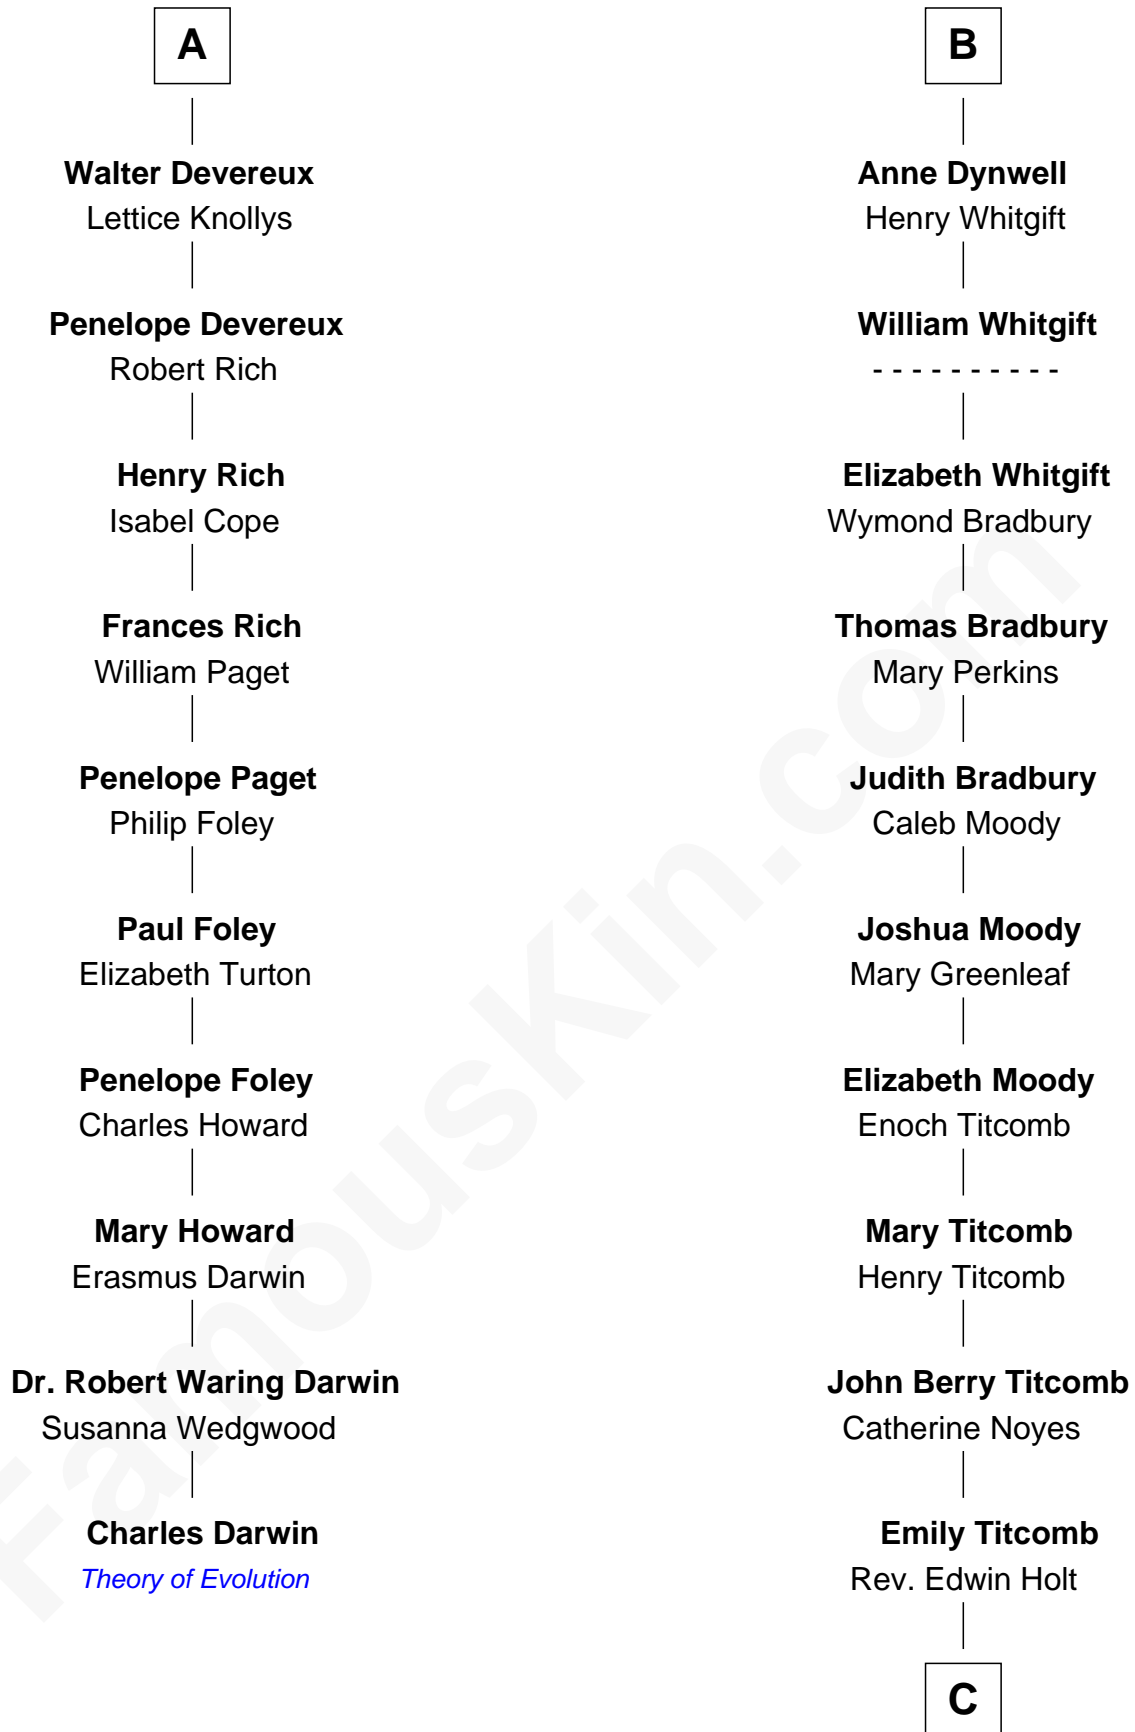 A
Walter Devereux
Lettice Knollys
Penelope Devereux
Robert Rich
Henry Rich
Isabel Cope
Frances Rich
William Paget
Penelope Paget
Philip Foley
Paul Foley
Elizabeth Turton
Penelope Foley
Charles Howard
Mary Howard
Erasmus Darwin
Dr. Robert Waring Darwin
Susanna Wedgwood
Charles Darwin
Theory of Evolution
B
Anne Dynwell
Henry Whitgift
William Whitgift
- - - - - - - - - -
Elizabeth Whitgift
Wymond Bradbury
Thomas Bradbury
Mary Perkins
Judith Bradbury
Caleb Moody
Joshua Moody
Mary Greenleaf
Elizabeth Moody
Enoch Titcomb
Mary Titcomb
Henry Titcomb
John Berry Titcomb
Catherine Noyes
Emily Titcomb
Rev. Edwin Holt
C
FamousKin.com